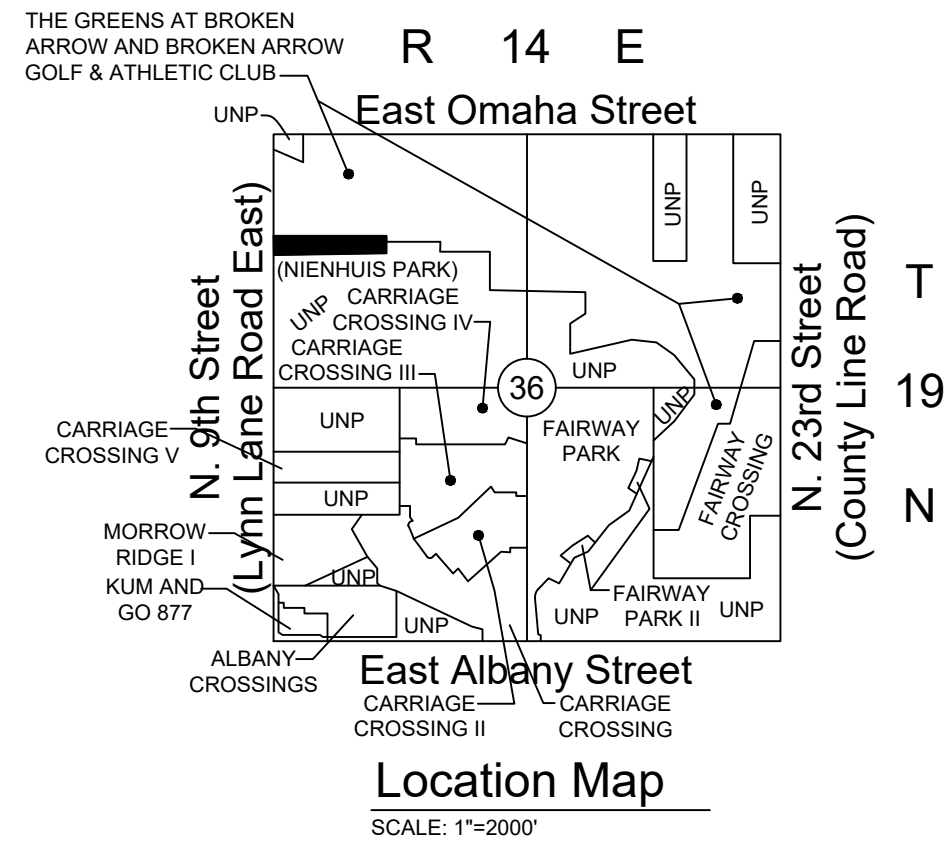 THE GREENS AT BROKEN
ARROW AND BROKEN ARROW
GOLF & ATHLETIC CLUB
R 14 E
East Omaha Street
UNP
UNP
UNP
N. 9th Street
(Lynn Lane Road East)
(NIENHUIS PARK)
UNP
CARRIAGE
CROSSING IV
CARRIAGE
CROSSING III
36
UNP
UNP
N. 23rd Street
(County Line Road)
T
19
N
UNP
FAIRWAY
PARK
FAIRWAY
CROSSING
CARRIAGE
CROSSING V
UNP
MORROW
RIDGE I
UNP
KUM AND
GO 877
UNP
UNP
FAIRWAY
PARK II
UNP
ALBANY
CROSSINGS
East Albany Street
CARRIAGE
CROSSING II
CARRIAGE
CROSSING
Location Map
SCALE: 1"=2000'